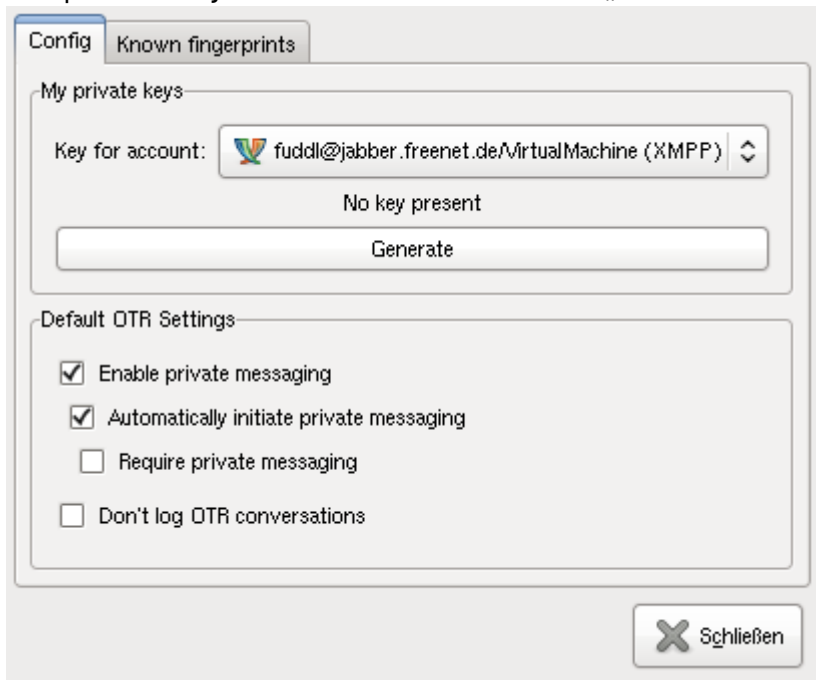 Config Known fingerprints
My private keys
Key for account: fuddl@jabber.freenet.de/VirtualMachine (XMPP)
No key present
Generate
Default OTR Settings
Enable private messaging
Automatically initiate private messaging
Require private messaging
Don't log OTR conversations
Schließen